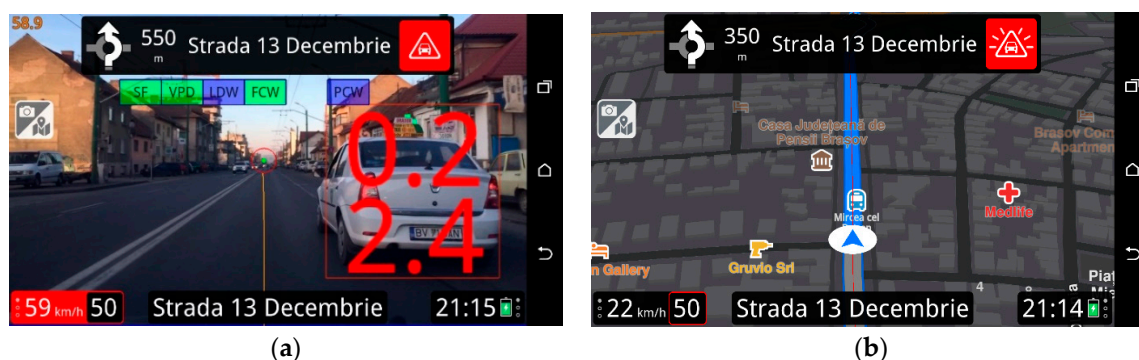 58.9
550 m Strada 13 Decembrie
SF VPD LDW FCW PCW
0.2
2.4
59 km/h 50 Strada 13 Decembrie 21:15
(a)
350 m Strada 13 Decembrie
Casa Județeană de
Pensii Brașov
Brasov Com
Apartmen
Medlife
Mircea cel
n Gallery
Gruvio Srl
Piaț
4
22 km/h 50 Strada 13 Decembrie 21:14
(b)